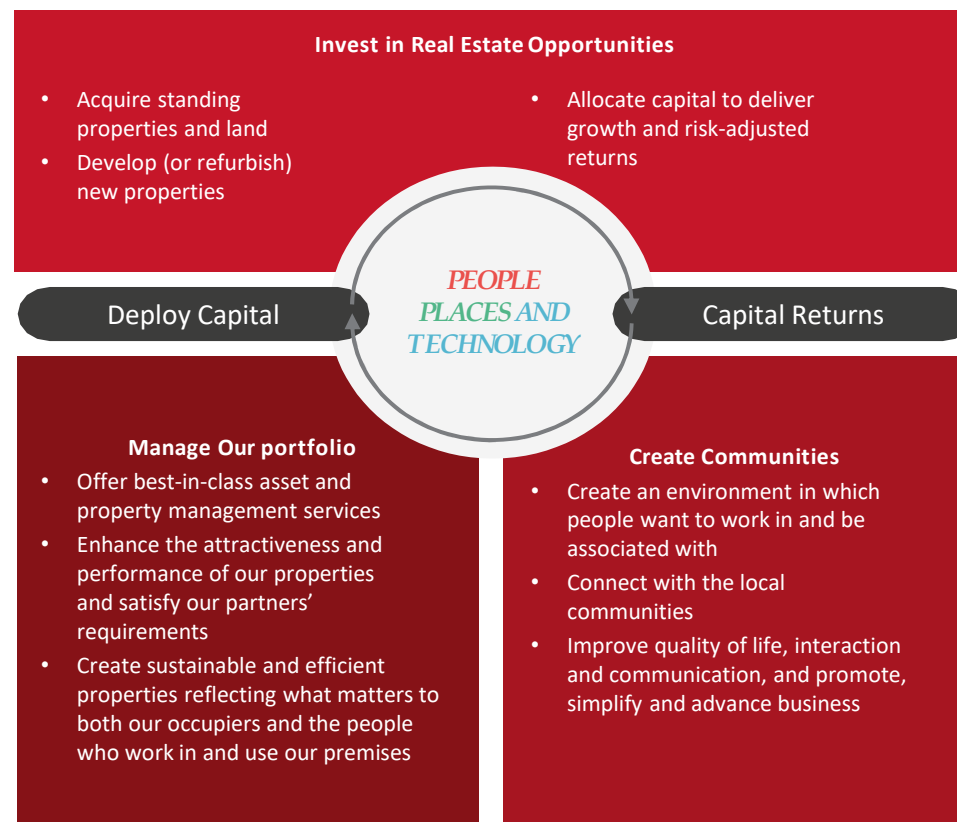 Invest in Real Estate Opportunities
• Acquire standing
properties and land
• Develop (or refurbish)
new properties
• Allocate capital to deliver
growth and risk-adjusted
returns
Deploy Capital
PEOPLE
PLACES AND
TECHNOLOGY
Capital Returns
Manage Our portfolio
• Offer best-in-class asset and
property management services
• Enhance the attractiveness and
performance of our properties
and satisfy our partners’
requirements
• Create sustainable and efficient
properties reflecting what matters to
both our occupiers and the people
who work in and use our premises
Create Communities
• Create an environment in which
people want to work in and be
associated with
• Connect with the local
communities
• Improve quality of life, interaction
and communication, and promote,
simplify and advance business